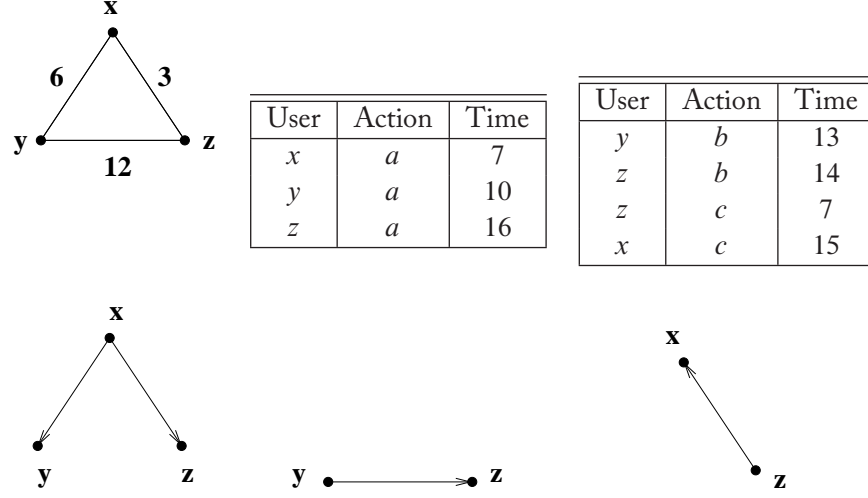 x
6 3
y z
12
User Action Time
x a 7
y a 10
z a 16
User Action Time
y b 13
z b 14
z c 7
x c 15
x
y z
y z
x
z